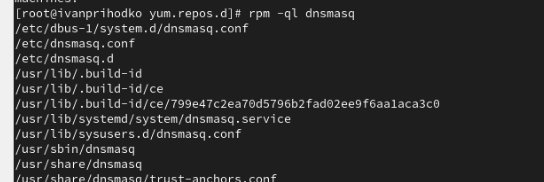 machines.
[root@ivanprihodko yum.repos.d]# rpm -ql dnsmasq
/etc/dbus-1/system.d/dnsmasq.conf
/etc/dnsmasq.conf
/etc/dnsmasq.d
/usr/lib/.build-id
/usr/lib/.build-id/ce
/usr/lib/.build-id/ce/799e47c2ea70d5796b2fad02ee9f6aa1aca3c0
/usr/lib/systemd/system/dnsmasq.service
/usr/lib/sysusers.d/dnsmasq.conf
/usr/sbin/dnsmasq
/usr/share/dnsmasq
/usr/share/dnsmasq/trust-anchors.conf